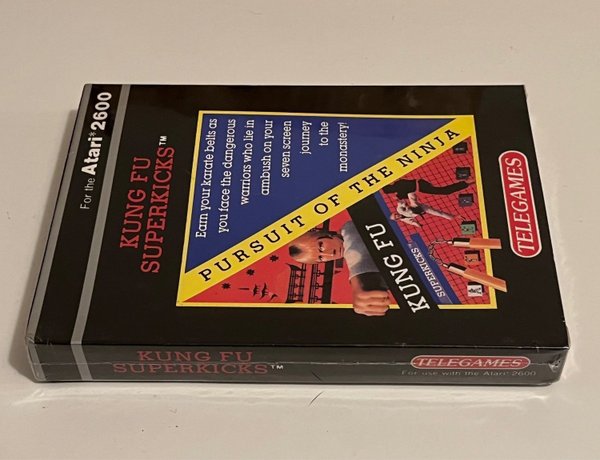 For the Atari® 2600
KUNG FU
SUPERKICKS™
Earn your karate belts as
you face the dangerous
warriors who lie in
ambush on your
seven screen
journey
to the
monastery!
PURSUIT OF THE NINJA
KUNG FU
SUPERKICKS™
TELEGAMES
KUNG FU
SUPERKICKS™
TELEGAMES
For use with the Atari 2600